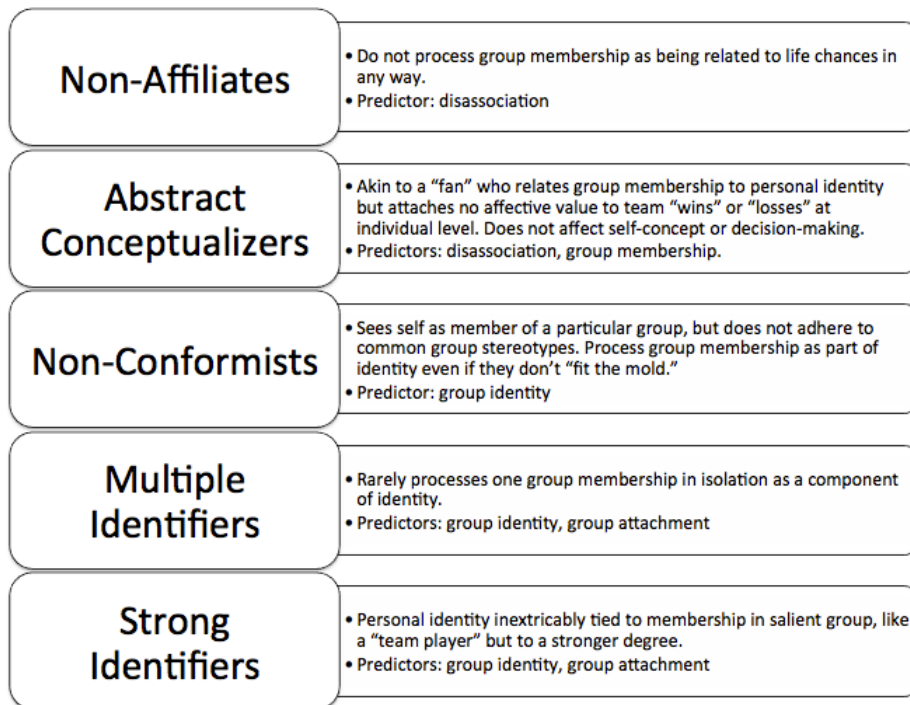 Non-Affiliates
• Do not process group membership as being related to life chances in
any way.
• Predictor: disassociation
Abstract
Conceptualizers
• Akin to a “fan” who relates group membership to personal identity
but attaches no affective value to team “wins” or “losses” at
individual level. Does not affect self-concept or decision-making.
• Predictors: disassociation, group membership.
Non-Conformists
• Sees self as member of a particular group, but does not adhere to
common group stereotypes. Process group membership as part of
identity even if they don’t “fit the mold.”
• Predictor: group identity
Multiple
Identifiers
• Rarely processes one group membership in isolation as a component
of identity.
• Predictors: group identity, group attachment
Strong
Identifiers
• Personal identity inextricably tied to membership in salient group, like
a “team player” but to a stronger degree.
• Predictors: group identity, group attachment